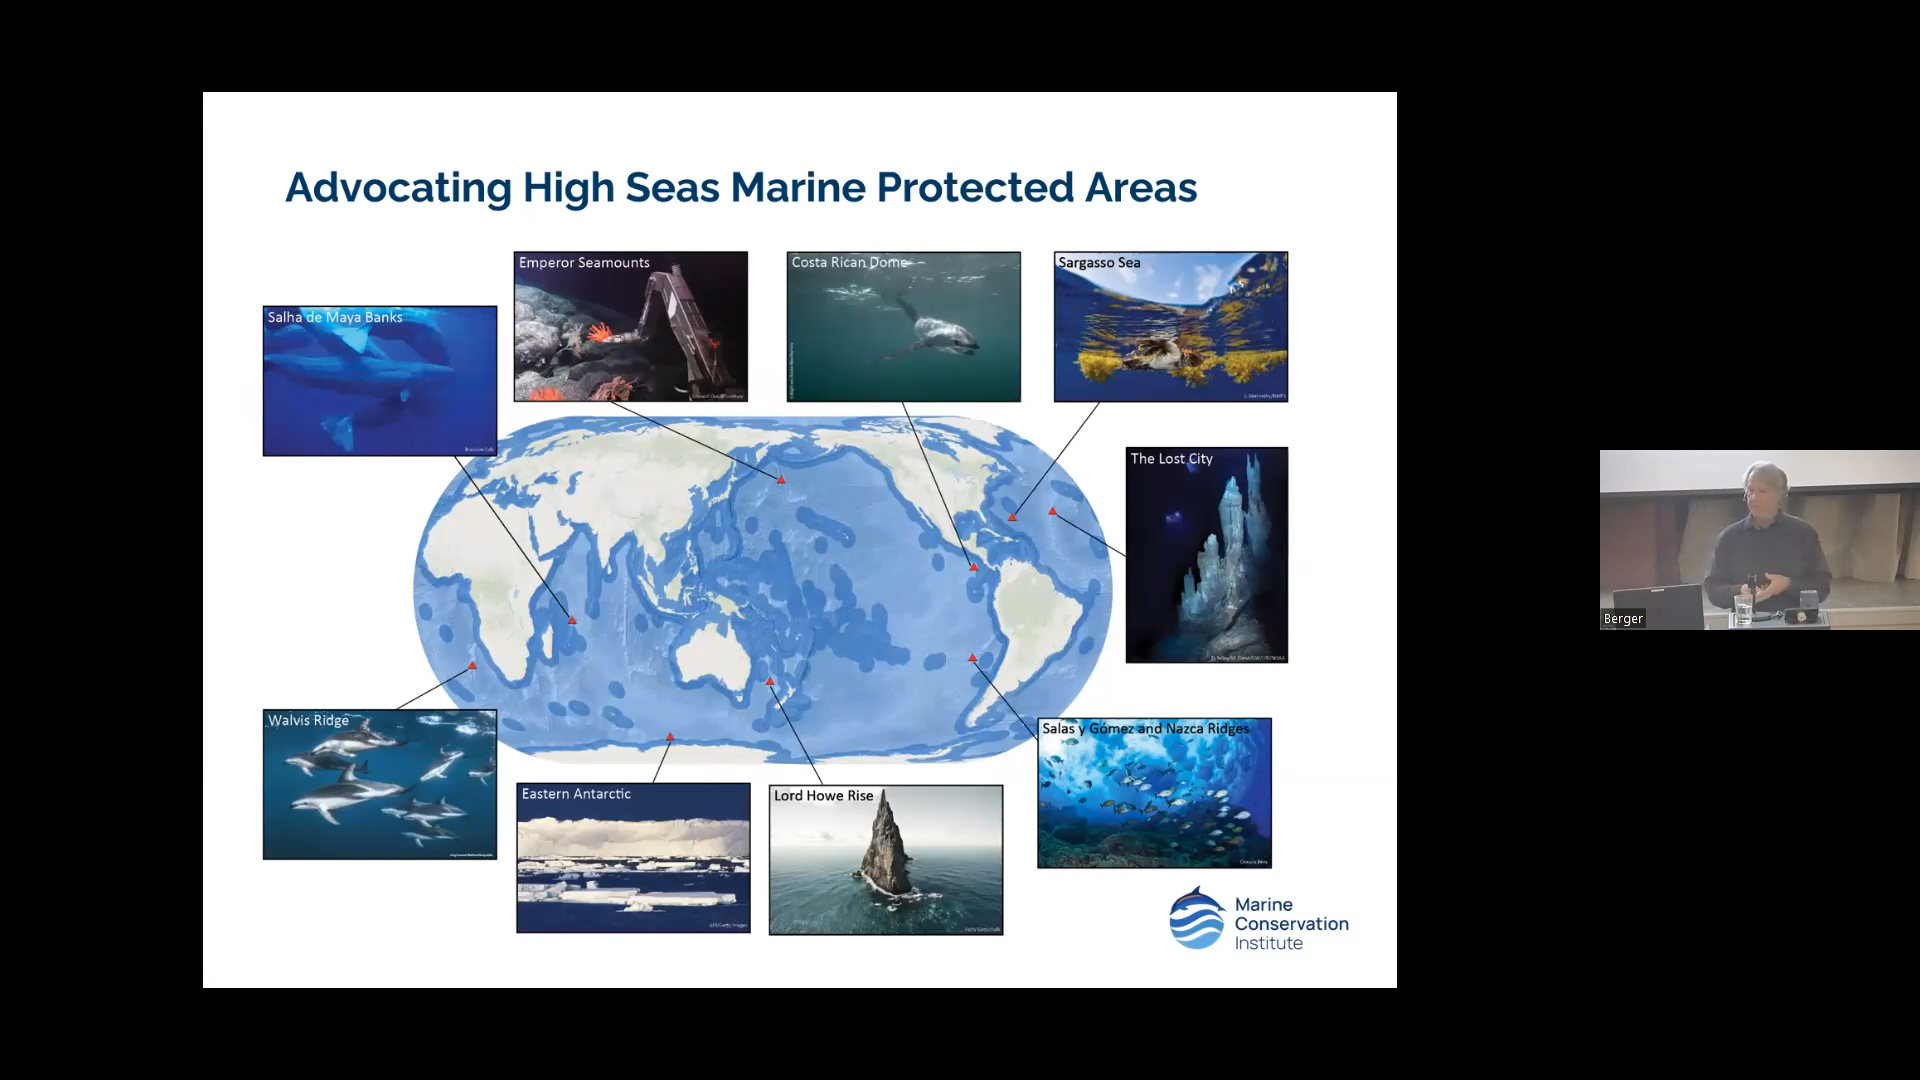 Advocating High Seas Marine Protected Areas
Emperor Seamounts
Costa Rican Dome
Sargasso Sea
Salha de Maya Banks
The Lost City
Walvis Ridge
Salas y Gómez and Nazca Ridges
Eastern Antarctic
Lord Howe Rise
Marine
Conservation
Institute
Berger